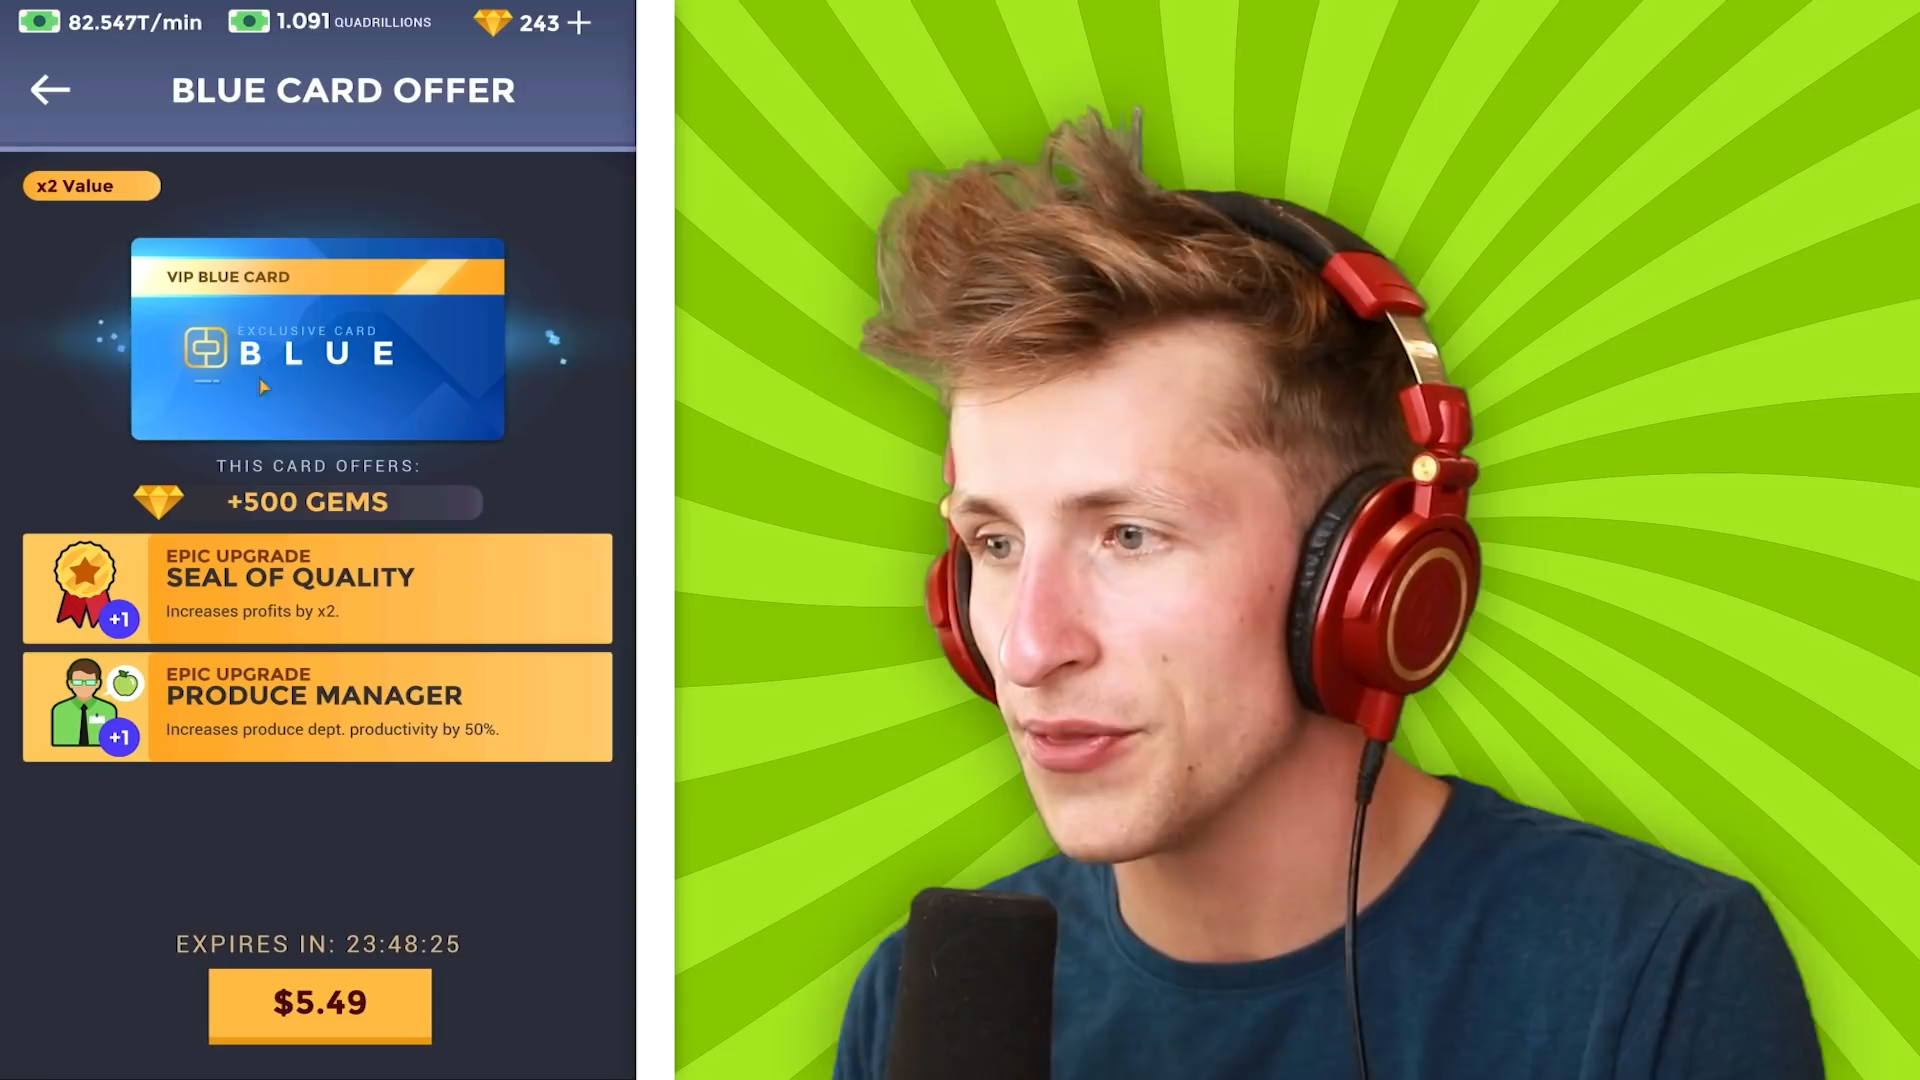 82.547T/min 1.091 QUADRILLIONS 243 +
BLUE CARD OFFER
x2 Value
VIP BLUE CARD
EXCLUSIVE CARD
BLUE
THIS CARD OFFERS:
+500 GEMS
EPIC UPGRADE
SEAL OF QUALITY
Increases profits by x2.
+1
EPIC UPGRADE
PRODUCE MANAGER
Increases produce dept. productivity by 50%.
+1
EXPIRES IN: 23:48:25
$5.49